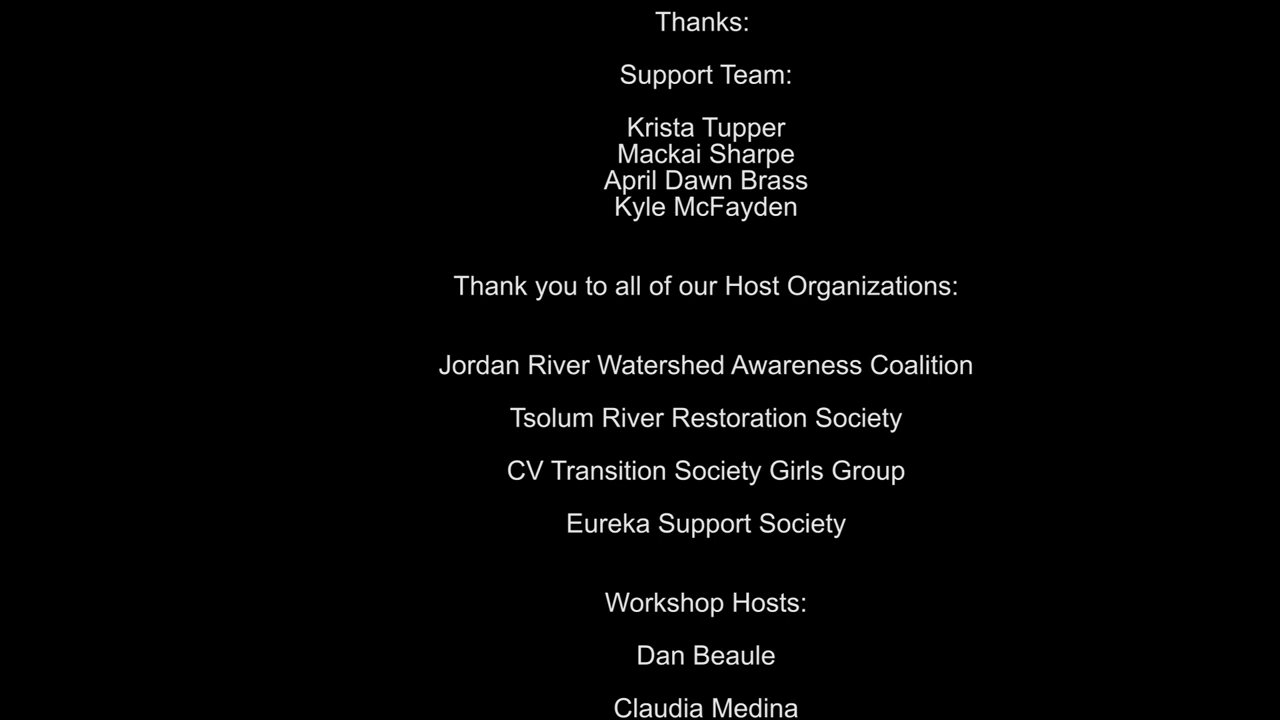 Thanks:
Support Team:
Krista Tupper
Mackai Sharpe
April Dawn Brass
Kyle McFayden
Thank you to all of our Host Organizations:
Jordan River Watershed Awareness Coalition
Tsolum River Restoration Society
CV Transition Society Girls Group
Eureka Support Society
Workshop Hosts:
Dan Beaule
Claudia Medina